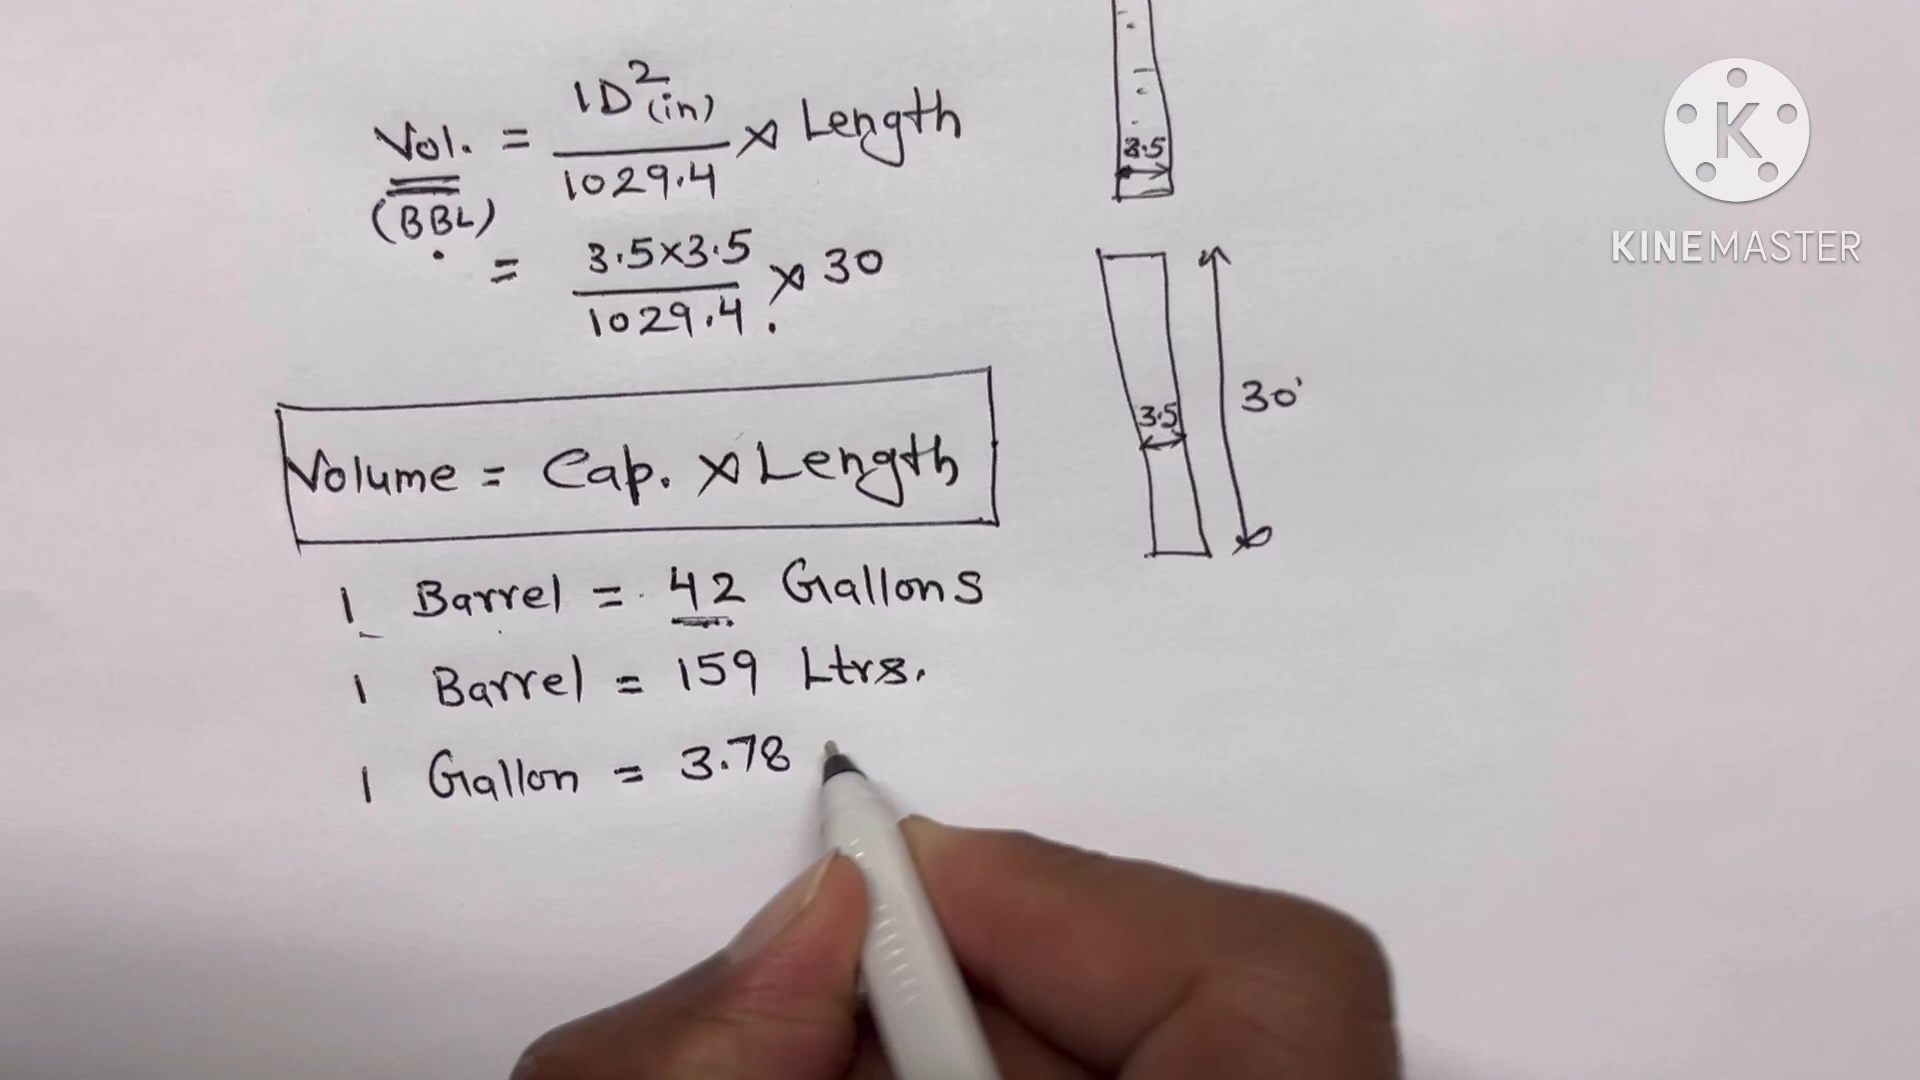 Vol. = ID²(in) / 1029.4 × Length
(BBL)
= 3.5×3.5 / 1029.4 × 30
Volume = Cap. × Length
1 Barrel = 42 Gallons
1 Barrel = 159 Ltrs.
1 Gallon = 3.78
3.5
3.5
30'
K
KINEMASTER